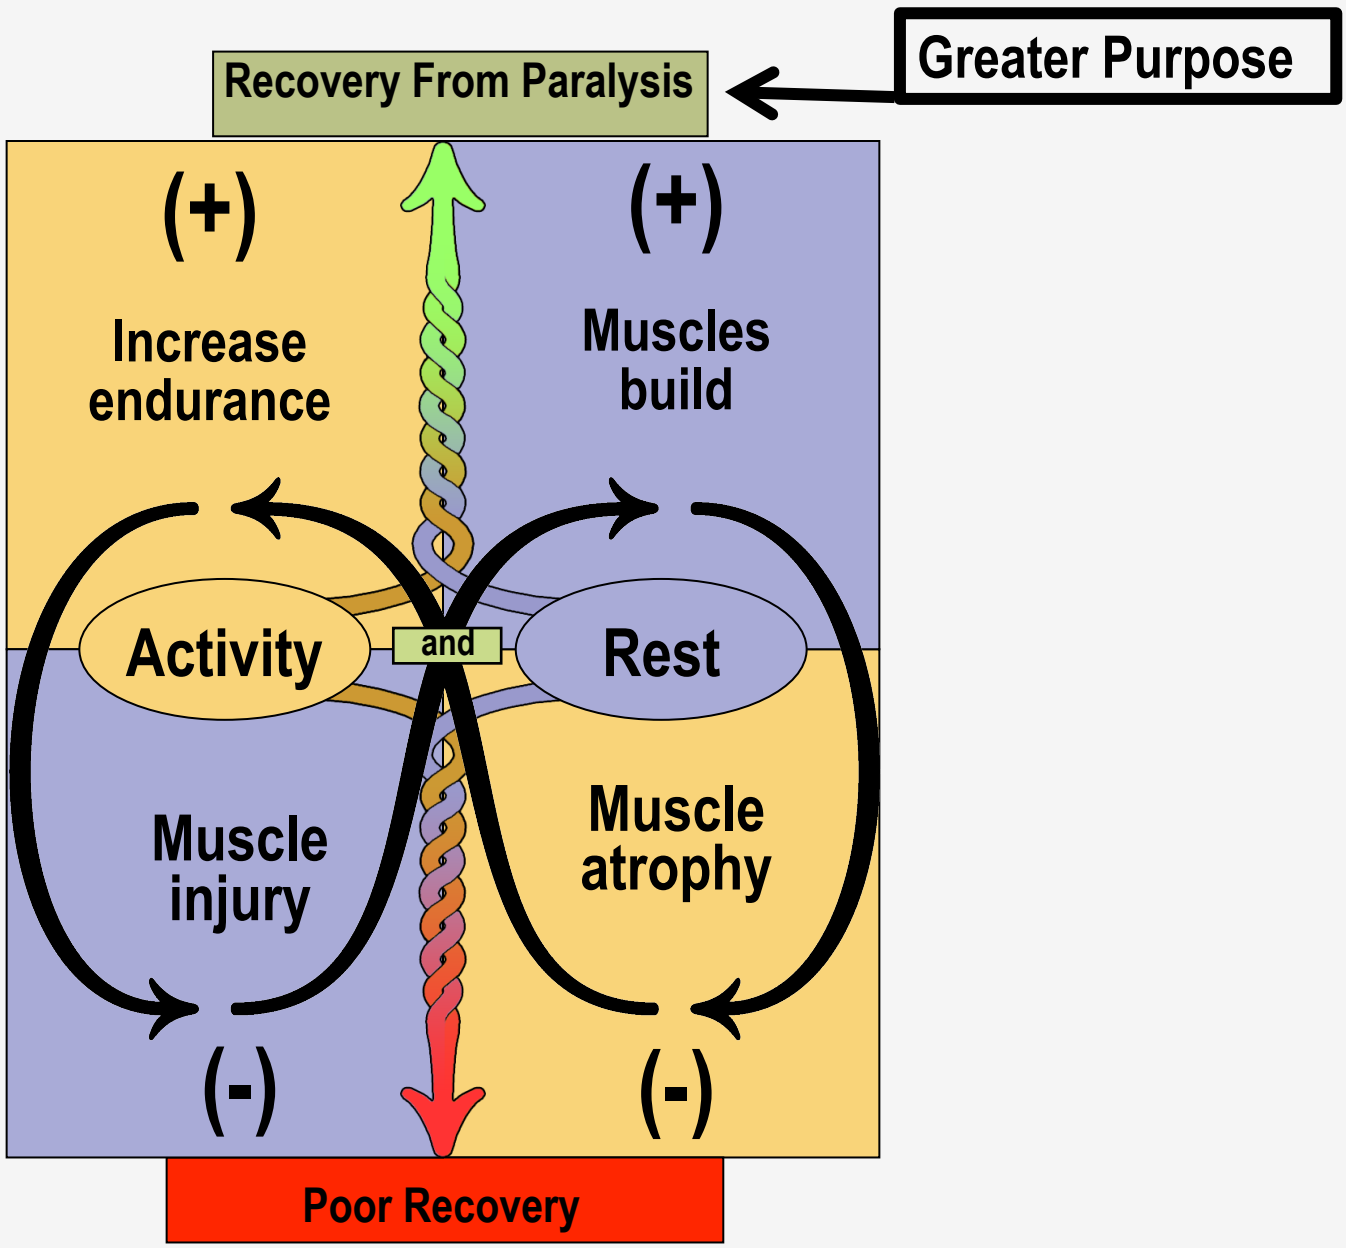 Greater Purpose
Recovery From Paralysis
(+)
(+)
Increase
endurance
Muscles
build
Activity
and
Rest
Muscle
injury
Muscle
atrophy
(-)
(-)
Poor Recovery